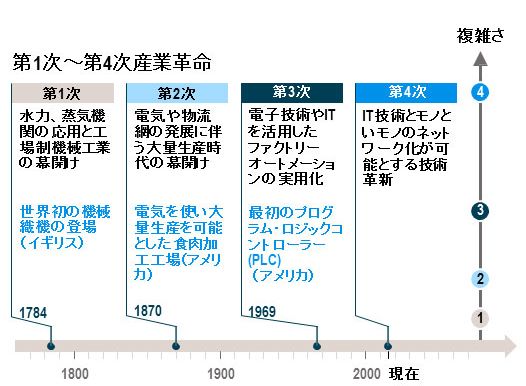 複雑さ
第1次～第4次産業革命
第1次
水力、蒸気機
関の応用と工
場制機械工業
の幕開け
世界初の機械
織機の登場
(イギリス)
1784
第2次
電気や物流
網の発展に伴
う大量生産時
代の幕開け
電気を使い大
量生産を可能
とした食肉加
工工場(アメリ
カ)
1870
第3次
電子技術やIT
を活用した
ファクトリー
オートメーショ
ンの実用化
最初のプログ
ラム・ロジックコ
ントローラー
(PLC)
（アメリカ）
1969
第4次
IT技術とモノと
いモノのネット
ワーク化が可
能とする技術
革新
4
3
2
1
1800
1900
2000
現在